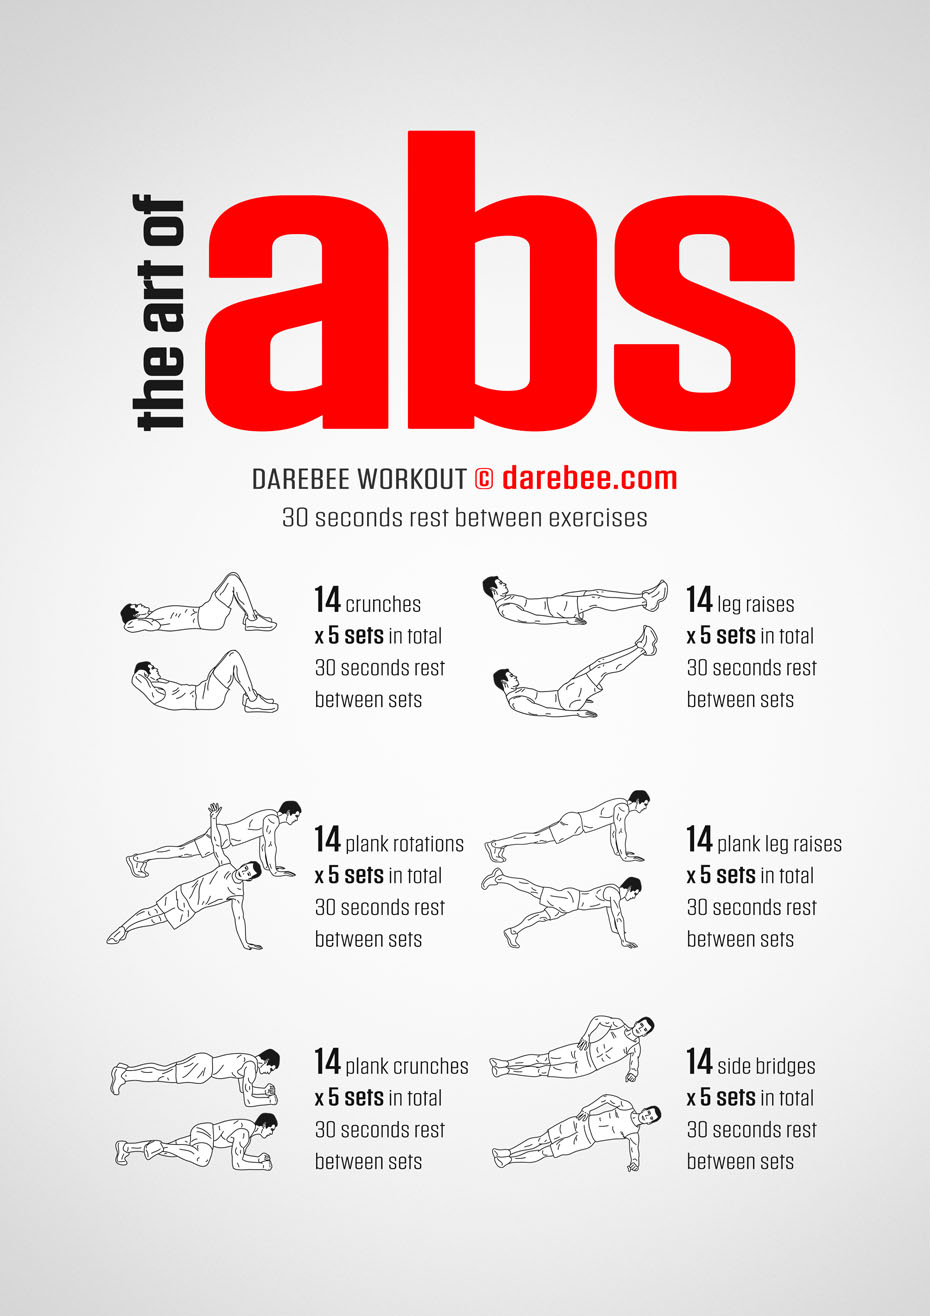 the art of
abs
DAREBEE WORKOUT © darebee.com
30 seconds rest between exercises
14 crunches
x 5 sets in total
30 seconds rest
between sets
14 leg raises
x 5 sets in total
30 seconds rest
between sets
14 plank rotations
x 5 sets in total
30 seconds rest
between sets
14 plank leg raises
x 5 sets in total
30 seconds rest
between sets
14 plank crunches
x 5 sets in total
30 seconds rest
between sets
14 side bridges
x 5 sets in total
30 seconds rest
between sets